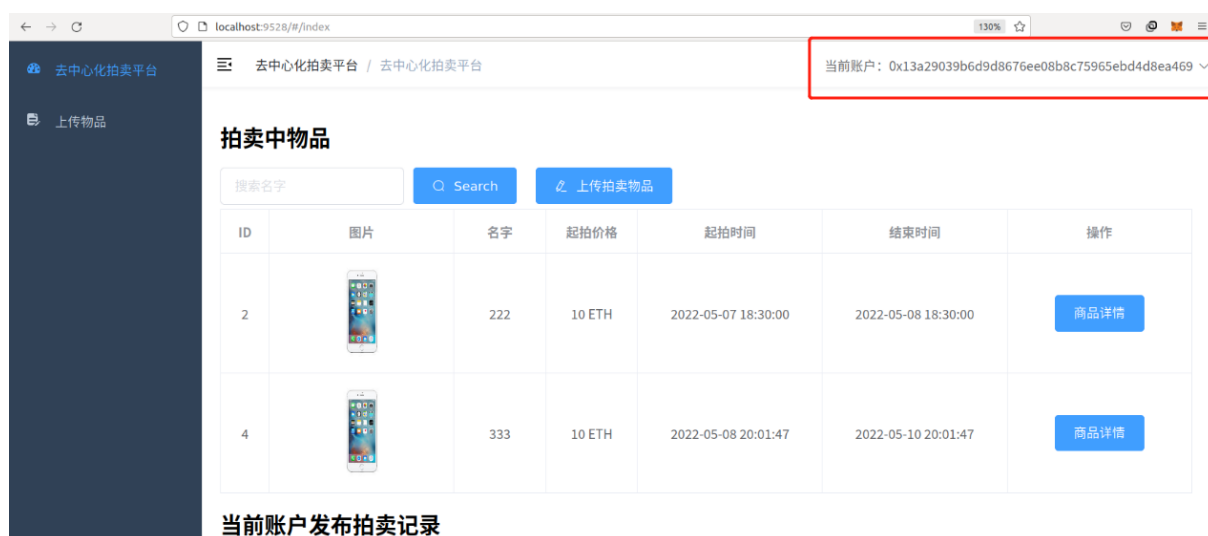 localhost:9528/#/index 130%
去中心化拍卖平台
上传物品
去中心化拍卖平台 / 去中心化拍卖平台
当前账户：0x13a29039b6d9d8676ee08b8c75965ebd4d8ea469
拍卖中物品
搜索名字 Search 上传拍卖物品
ID 图片 名字 起拍价格 起拍时间 结束时间 操作
2 222 10 ETH 2022-05-07 18:30:00 2022-05-08 18:30:00 商品详情
4 333 10 ETH 2022-05-08 20:01:47 2022-05-10 20:01:47 商品详情
当前账户发布拍卖记录